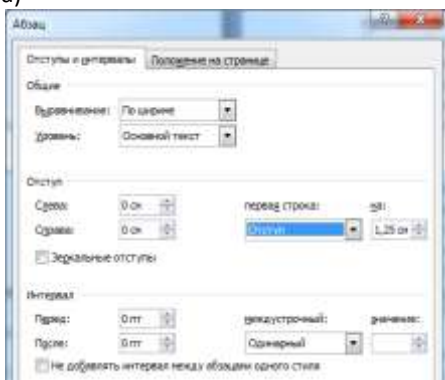 а)
Абзац
Отступы и интервалы Положение на странице
Общие
Выравнивание: По ширине
Уровень: Основной текст
Отступ
Слева: 0 см первая строка: на:
Справа: 0 см Отступ 1,25 см
Зеркальные отступы
Интервал
Перед: 0 пт междустрочный: значение:
После: 0 пт Одинарный
Не добавлять интервал между абзацами одного стиля